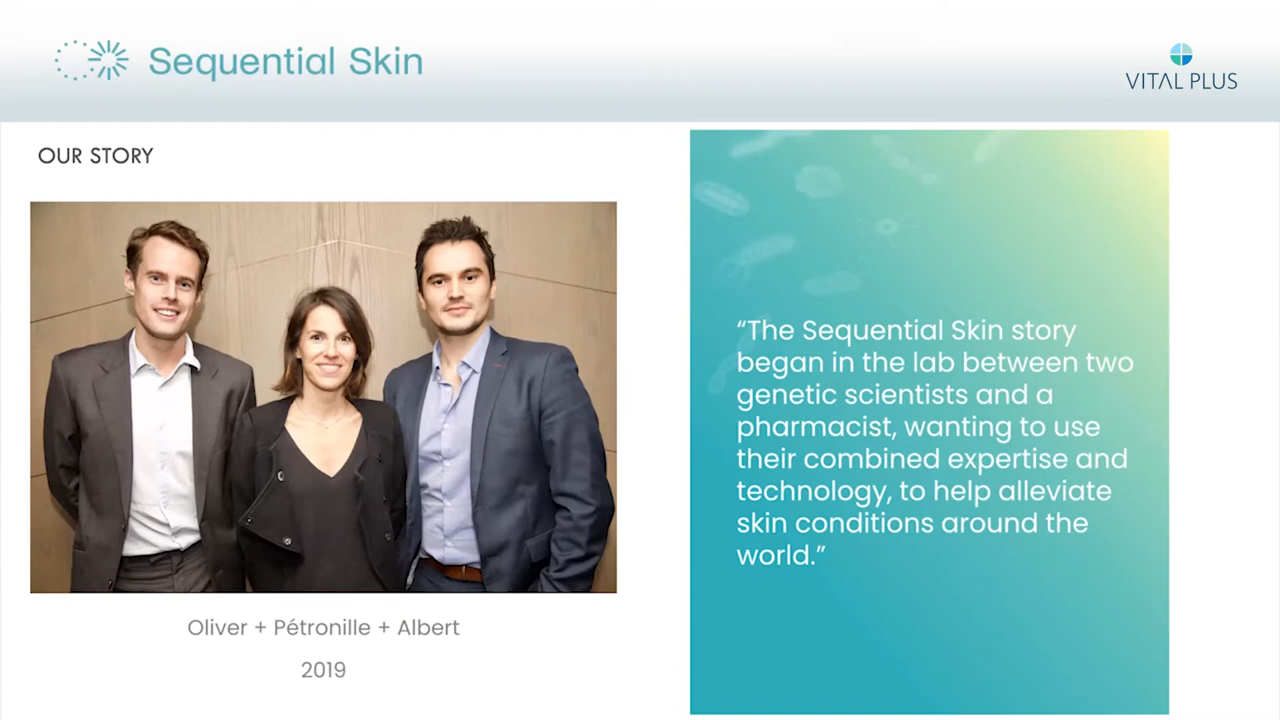 Sequential Skin
VITAL PLUS
OUR STORY
“The Sequential Skin story
began in the lab between two
genetic scientists and a
pharmacist, wanting to use
their combined expertise and
technology, to help alleviate
skin conditions around the
world.”
Oliver + Pétronille + Albert
2019